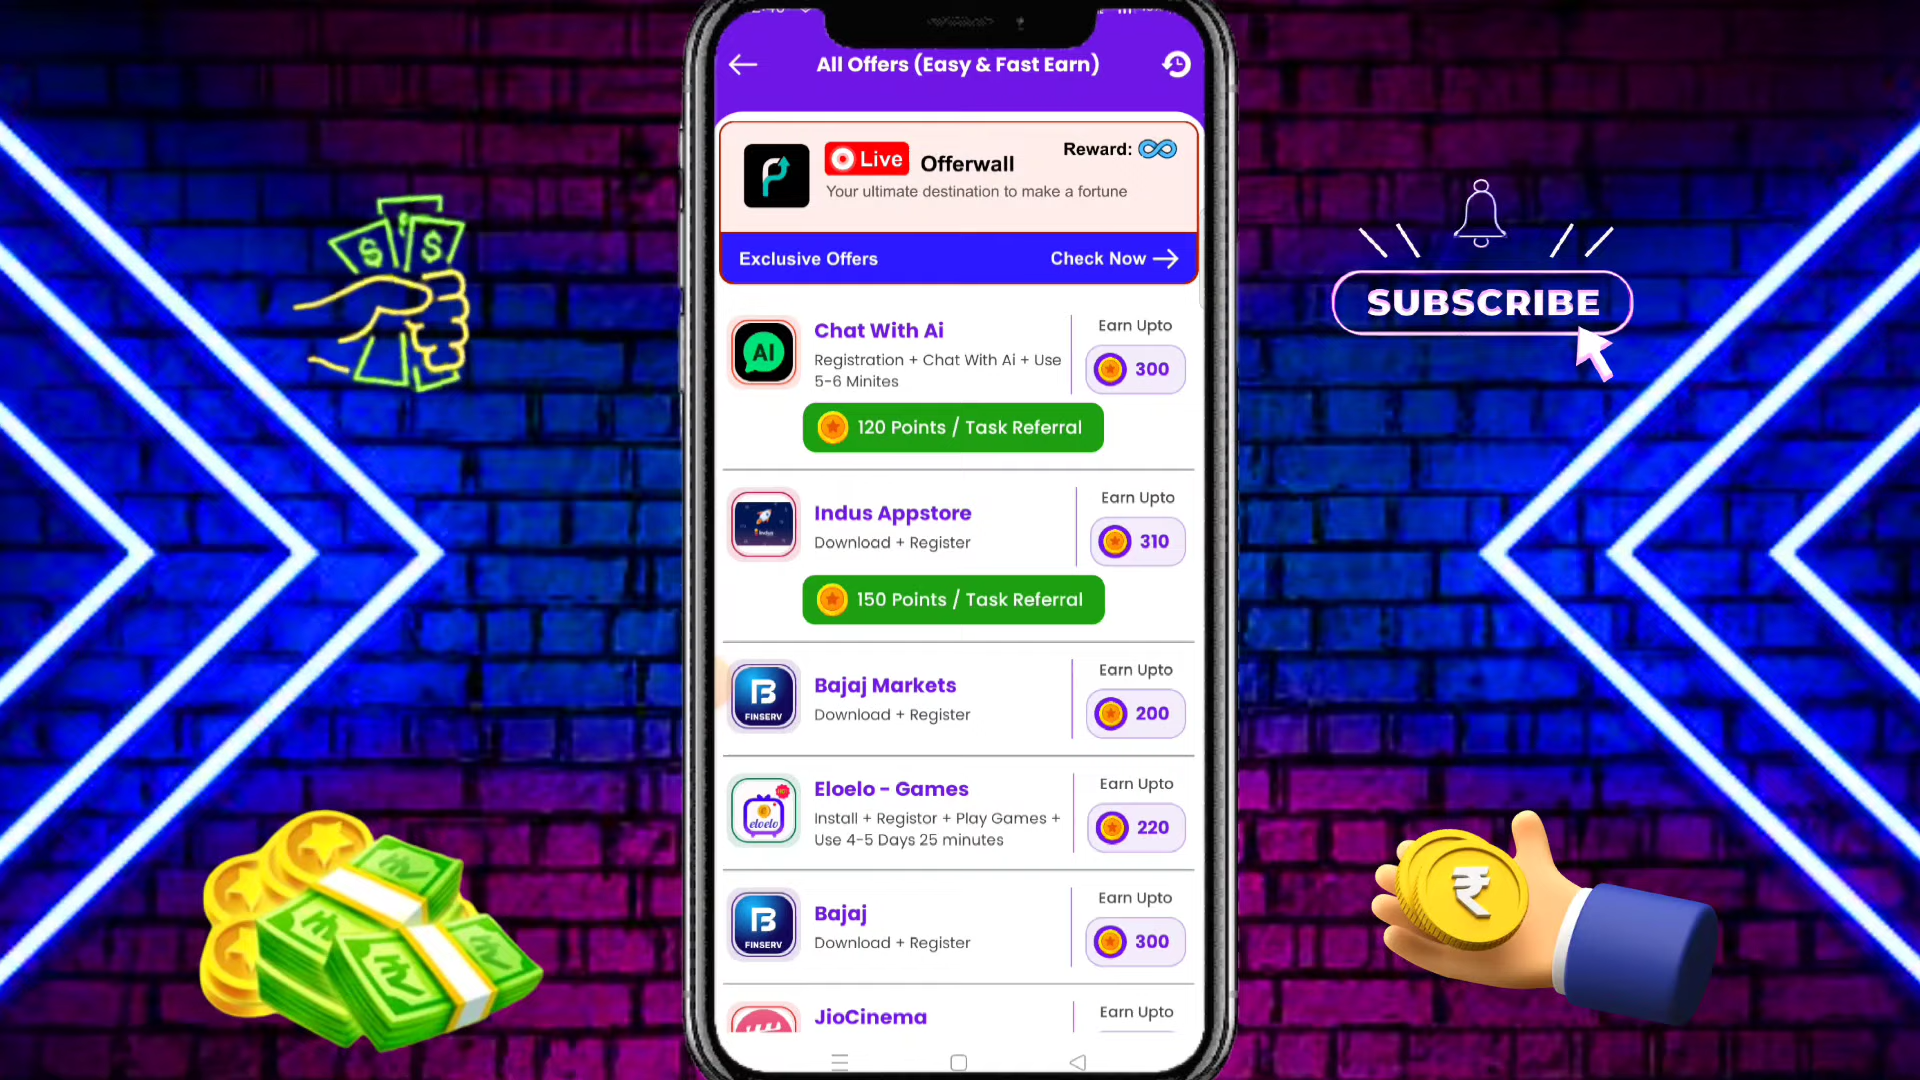 All Offers (Easy & Fast Earn)
Live Offerwall
Reward:
Your ultimate destination to make a fortune
Exclusive Offers
Check Now
AI
Chat With Ai
Registration + Chat With Ai + Use
5-6 Minites
Earn Upto
300
120 Points / Task Referral
Indus Appstore
Download + Register
Earn Upto
310
150 Points / Task Referral
FINSERV
Bajaj Markets
Download + Register
Earn Upto
200
eloelo
Eloelo - Games
Install + Registor + Play Games +
Use 4-5 Days 25 minutes
Earn Upto
220
FINSERV
Bajaj
Download + Register
Earn Upto
300
JioCinema
Earn Upto
SUBSCRIBE